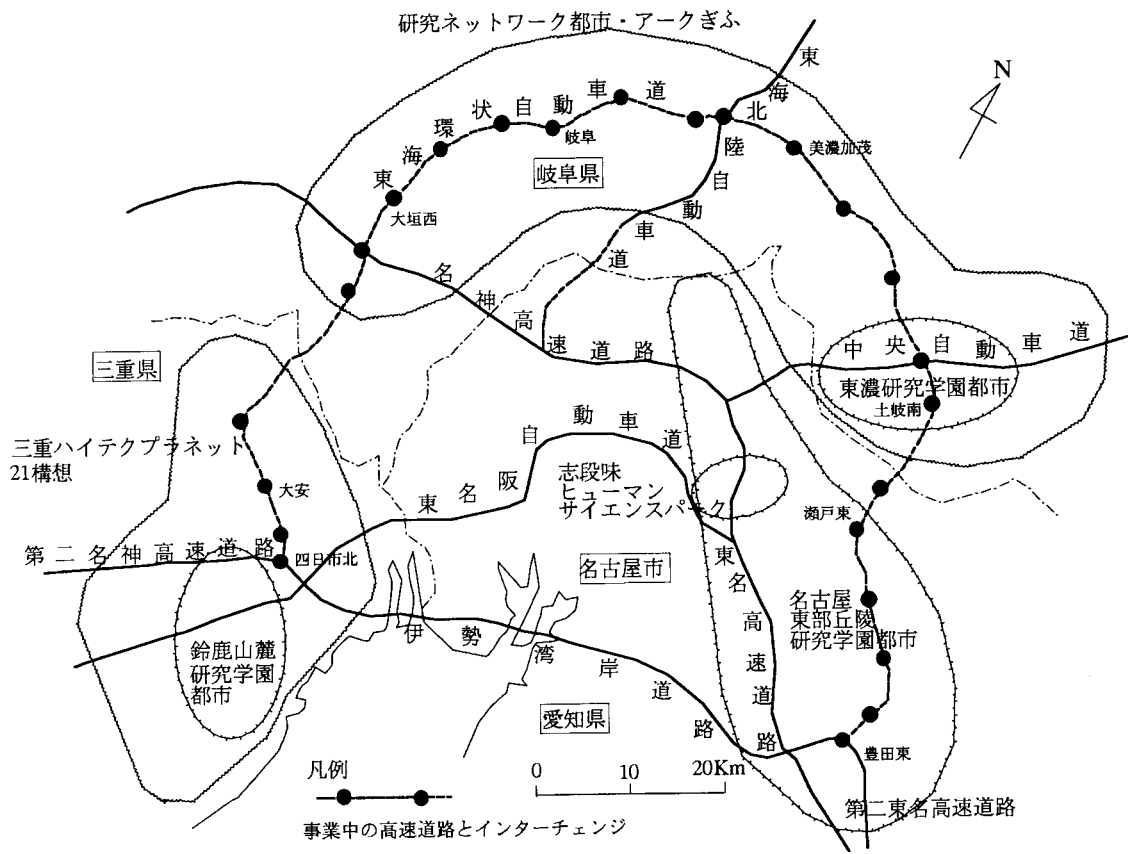 研究ネットワーク都市・アークぎふ
N
東海環状自動車道
東海北陸自動車道
岐阜
美濃加茂
岐阜県
大垣西
名神高速道路
中央自動車道
三重県
東濃研究学園都市
土岐南
三重ハイテクプラネット
21構想
大安
東名阪自動車道
志段味
ヒューマン
サイエンスパーク
瀬戸東
第二名神高速道路
四日市北
名古屋市
東名高速道路
名古屋
東部丘陵
研究学園都市
鈴鹿山麓
研究学園
都市
伊勢湾岸道路
愛知県
豊田東
凡例
0 10 20Km
第二東名高速道路
事業中の高速道路とインターチェンジ